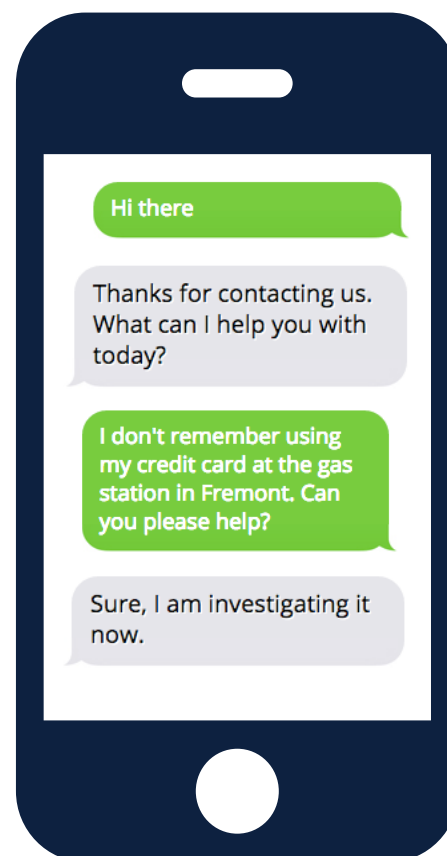 Hi there
Thanks for contacting us.
What can I help you with
today?
I don't remember using
my credit card at the gas
station in Fremont. Can
you please help?
Sure, I am investigating it
now.